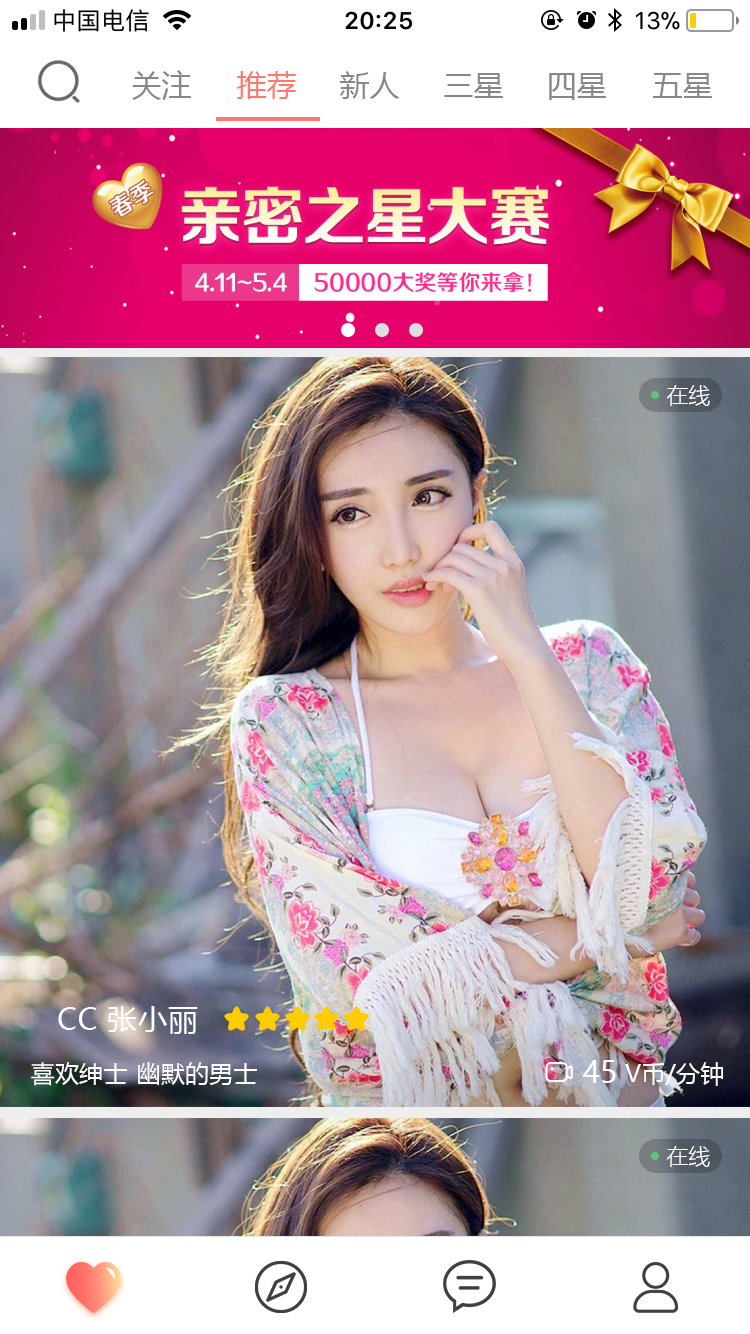 中国电信 20:25 13%
关注 推荐 新人 三星 四星 五星
春季
亲密之星大赛
4.11~5.4 50000大奖等你来拿!
在线
CC 张小丽
喜欢绅士 幽默的男士 45 V币/分钟
在线